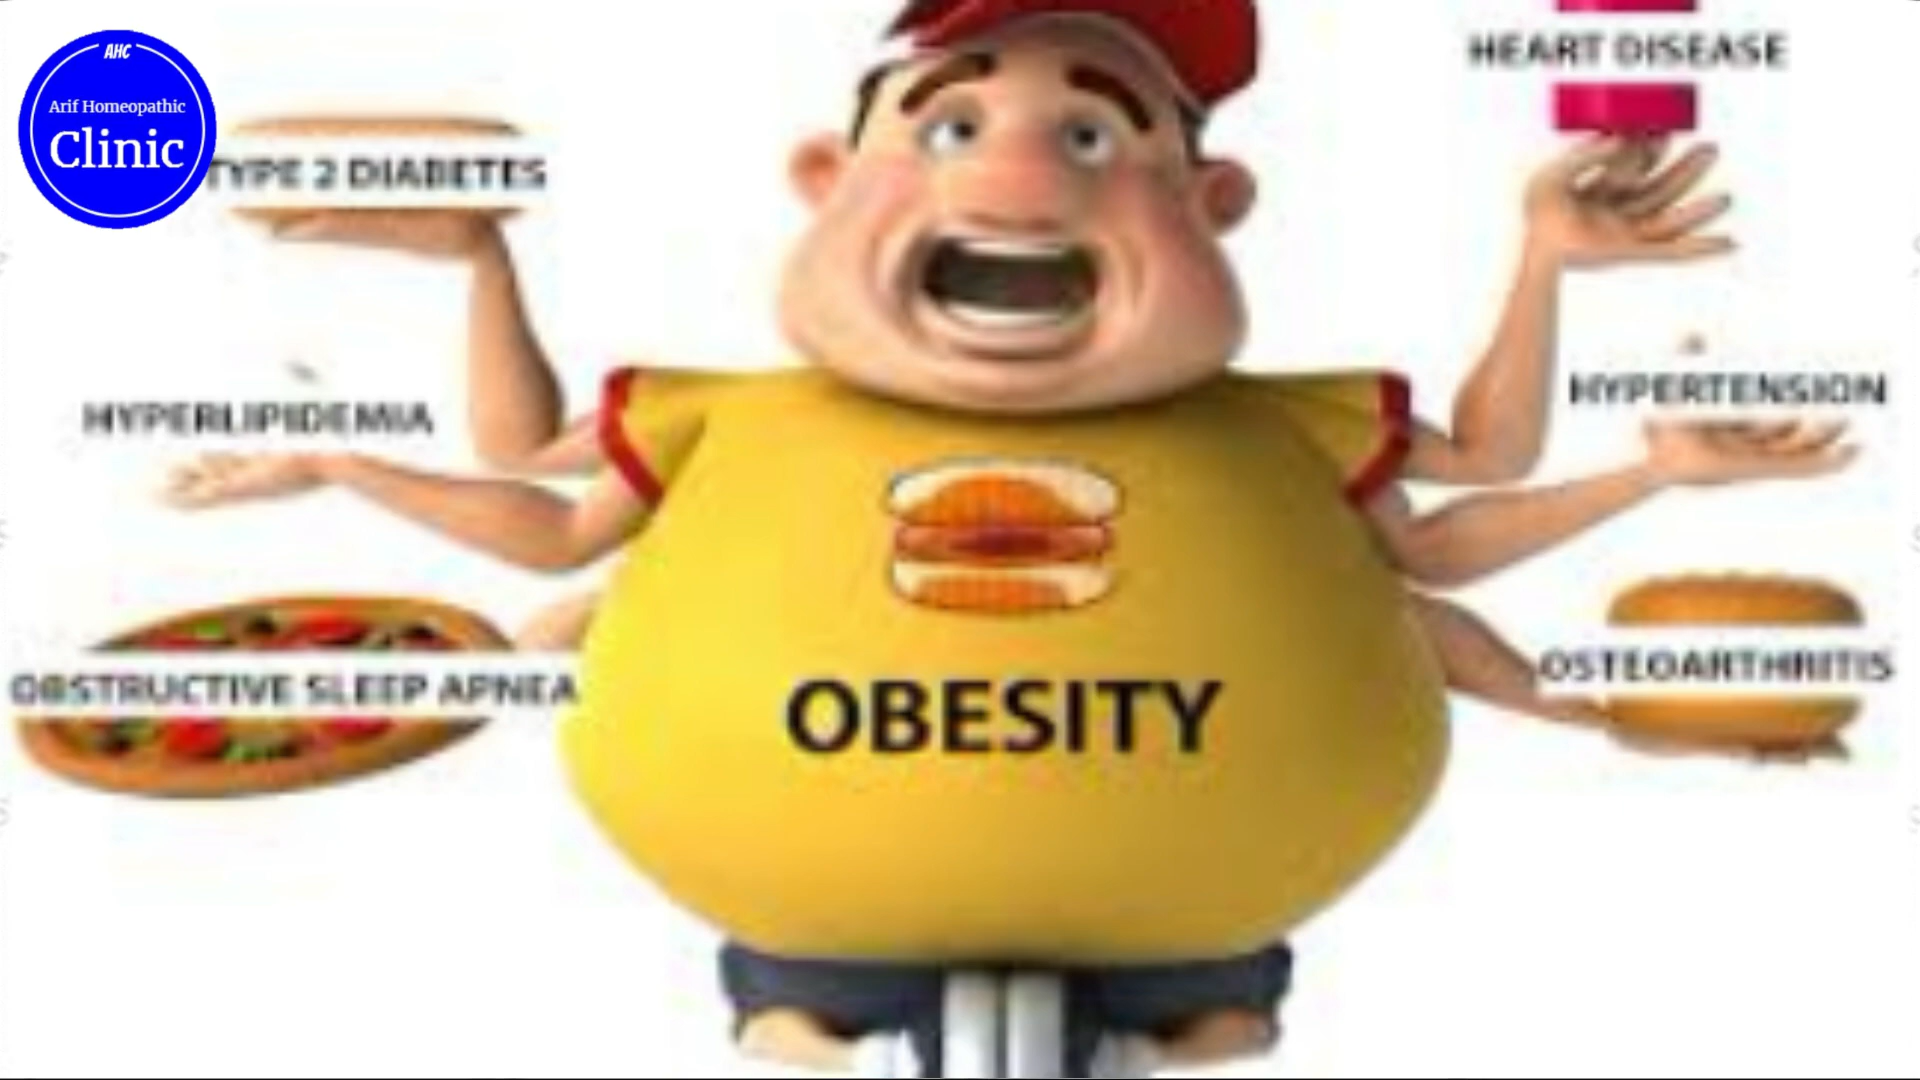 AHC
Arif Homeopathic
Clinic
HEART DISEASE
TYPE 2 DIABETES
HYPERTENSION
HYPERLIPIDEMIA
OSTEOARTHRITIS
OBSTRUCTIVE SLEEP APNEA
OBESITY